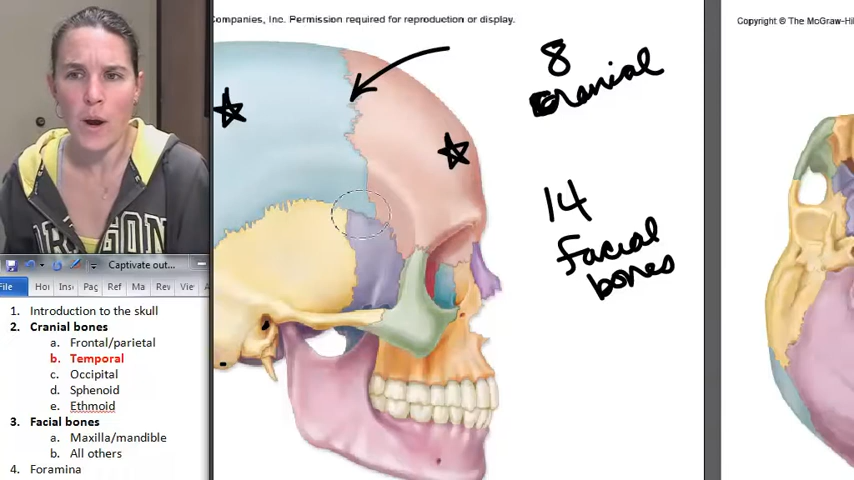 Companies, Inc. Permission required for reproduction or display.
Copyright © The McGraw-Hil
8
cranial
14
facial
bones
Captivate out...
File
Hor
Ins
Pag
Ref
Ma
Rev
Vie
1. Introduction to the skull
2. Cranial bones
a. Frontal/parietal
b. Temporal
c. Occipital
d. Sphenoid
e. Ethmoid
3. Facial bones
a. Maxilla/mandible
b. All others
4. Foramina